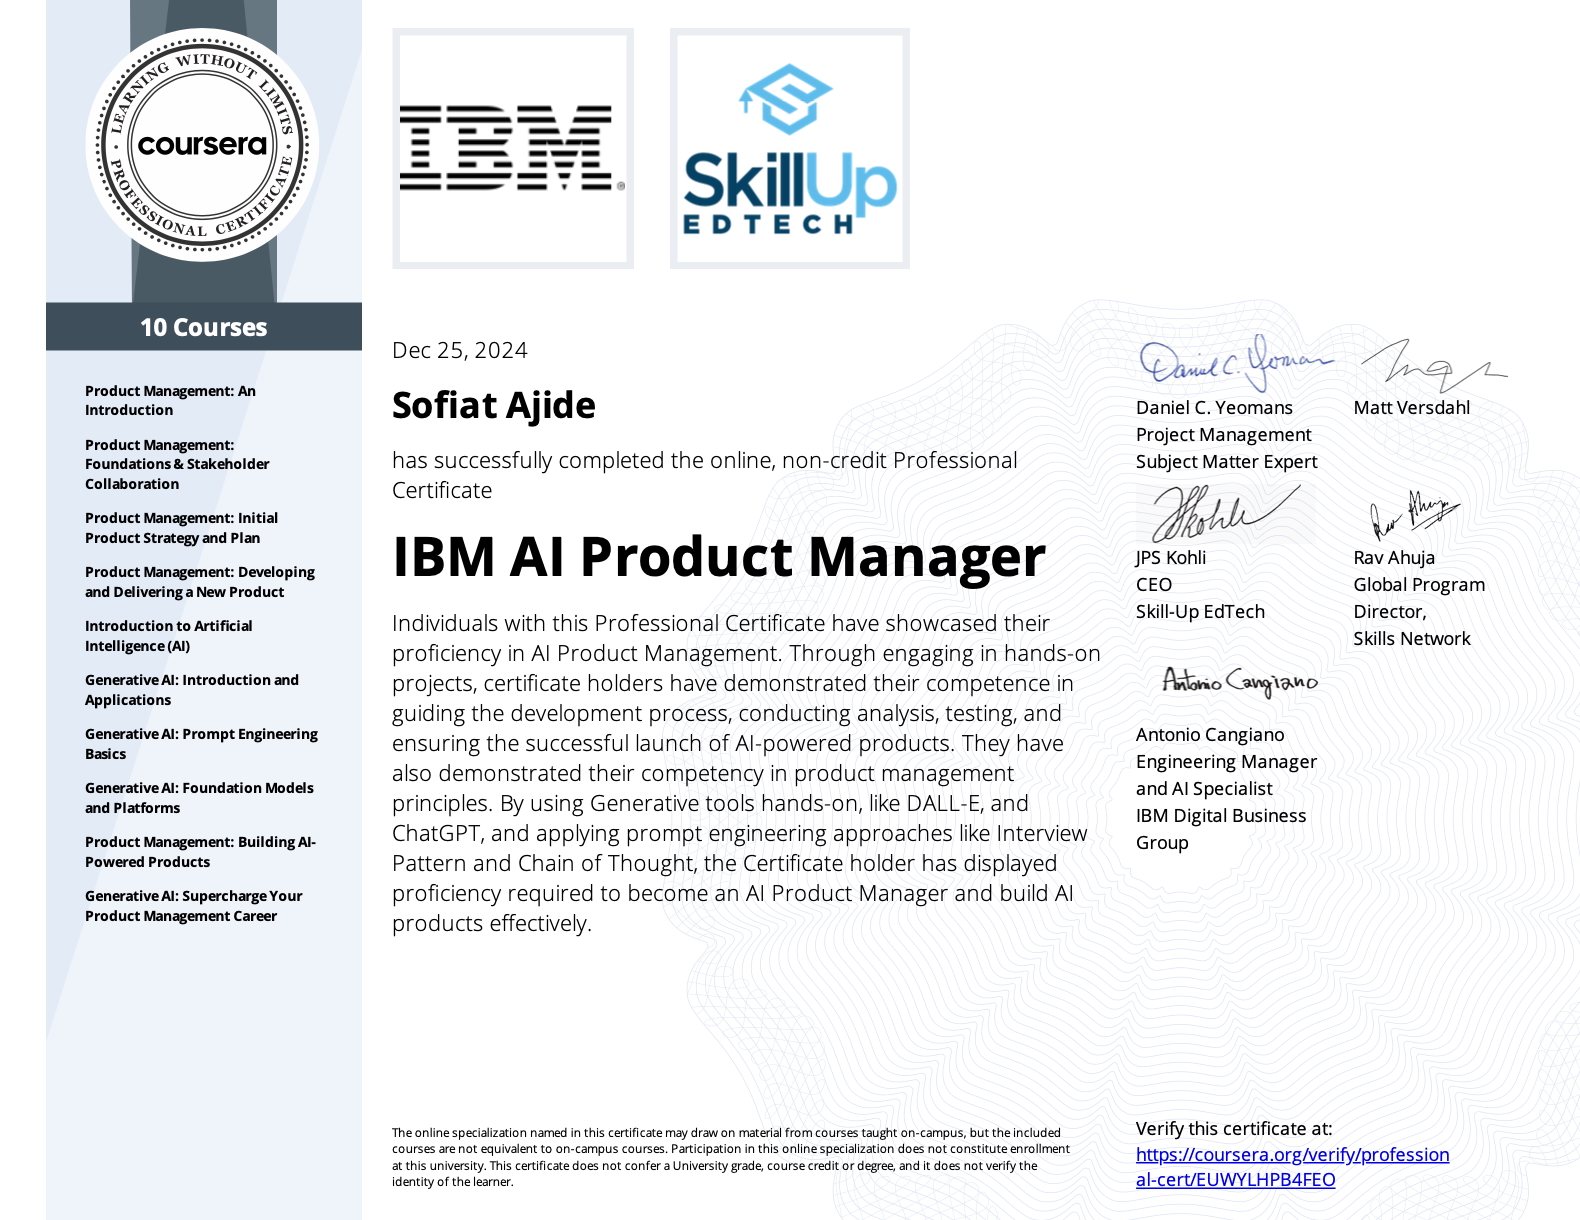 LEARNING WITHOUT LIMITS
coursera
PROFESSIONAL CERTIFICATE
IBM
®
SkillUp
EDTECH
10 Courses
Product Management: An
Introduction
Product Management:
Foundations & Stakeholder
Collaboration
Product Management: Initial
Product Strategy and Plan
Product Management: Developing
and Delivering a New Product
Introduction to Artificial
Intelligence (AI)
Generative AI: Introduction and
Applications
Generative AI: Prompt Engineering
Basics
Generative AI: Foundation Models
and Platforms
Product Management: Building AI-
Powered Products
Generative AI: Supercharge Your
Product Management Career
Dec 25, 2024
Sofiat Ajide
has successfully completed the online, non-credit Professional
Certificate
IBM AI Product Manager
Individuals with this Professional Certificate have showcased their
proficiency in AI Product Management. Through engaging in hands-on
projects, certificate holders have demonstrated their competence in
guiding the development process, conducting analysis, testing, and
ensuring the successful launch of AI-powered products. They have
also demonstrated their competency in product management
principles. By using Generative tools hands-on, like DALL-E, and
ChatGPT, and applying prompt engineering approaches like Interview
Pattern and Chain of Thought, the Certificate holder has displayed
proficiency required to become an AI Product Manager and build AI
products effectively.
Daniel C. Yeomans
Daniel C. Yeomans
Project Management
Subject Matter Expert
Matt Versdahl
JPS Kohli
CEO
Skill-Up EdTech
Rav Ahuja
Rav Ahuja
Global Program
Director,
Skills Network
Antonio Cangiano
Antonio Cangiano
Engineering Manager
and AI Specialist
IBM Digital Business
Group
The online specialization named in this certificate may draw on material from courses taught on-campus, but the included
courses are not equivalent to on-campus courses. Participation in this online specialization does not constitute enrollment
at this university. This certificate does not confer a University grade, course credit or degree, and it does not verify the
identity of the learner.
Verify this certificate at:
https://coursera.org/verify/profession
al-cert/EUWYLHPB4FEO